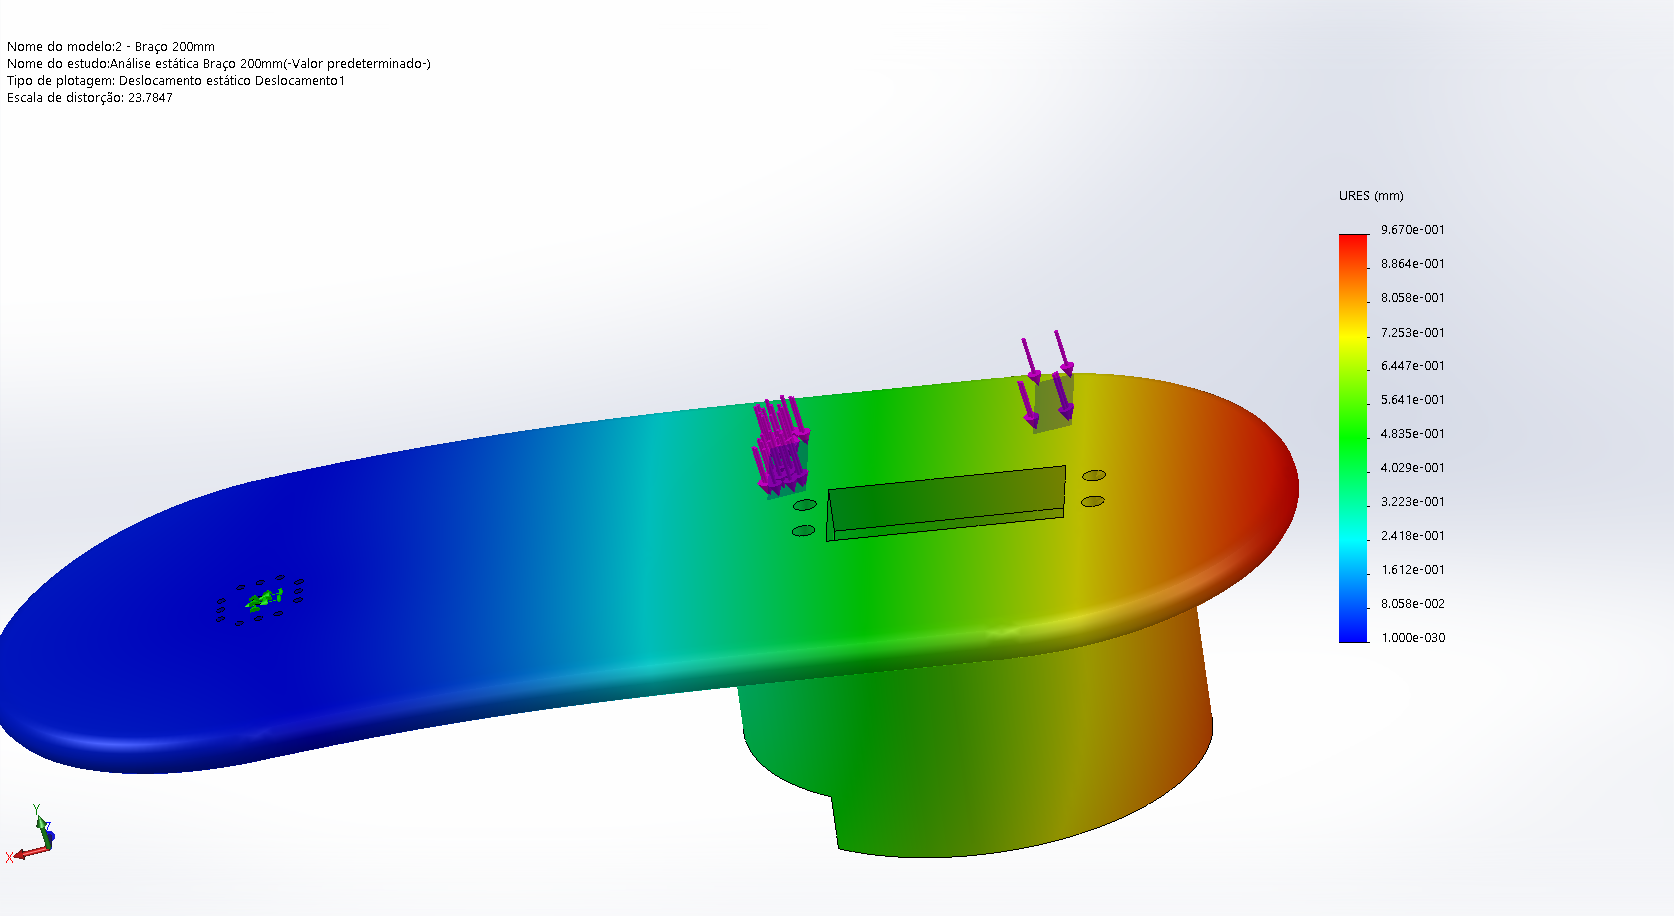 Nome do modelo:2 - Braço 200mm
Nome do estudo:Análise estática Braço 200mm(-Valor predeterminado-)
Tipo de plotagem: Deslocamento estático Deslocamento1
Escala de distorção: 23.7847
URES (mm)
9.670e-001
8.864e-001
8.058e-001
7.253e-001
6.447e-001
5.641e-001
4.835e-001
4.029e-001
3.223e-001
2.418e-001
1.612e-001
8.058e-002
1.000e-030
Y
Z
X